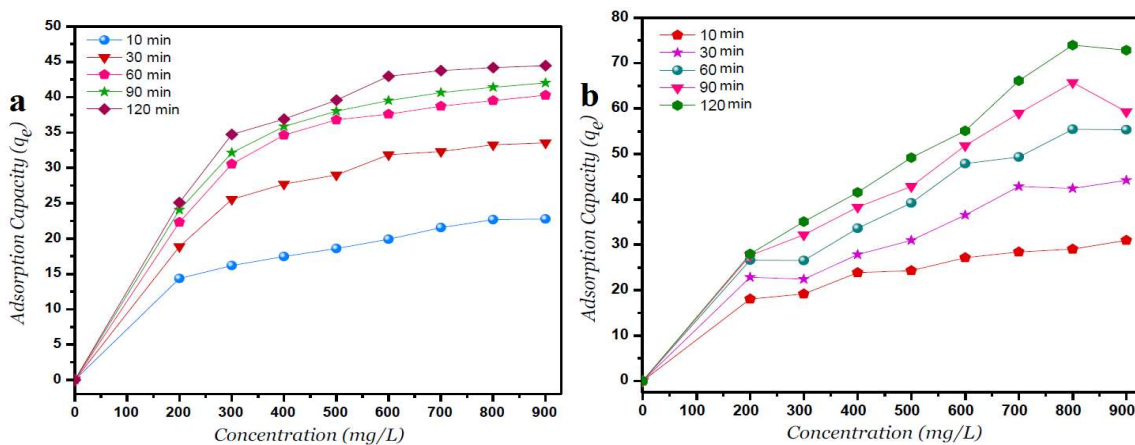 a
10 min
30 min
60 min
90 min
120 min
50
45
40
35
30
25
20
15
10
5
0
Adsorption Capacity (qe)
0 100 200 300 400 500 600 700 800 900
Concentration (mg/L)
b
10 min
30 min
60 min
90 min
120 min
80
70
60
50
40
30
20
10
0
Adsorption Capacity (qe)
0 100 200 300 400 500 600 700 800 900
Concentration (mg/L)